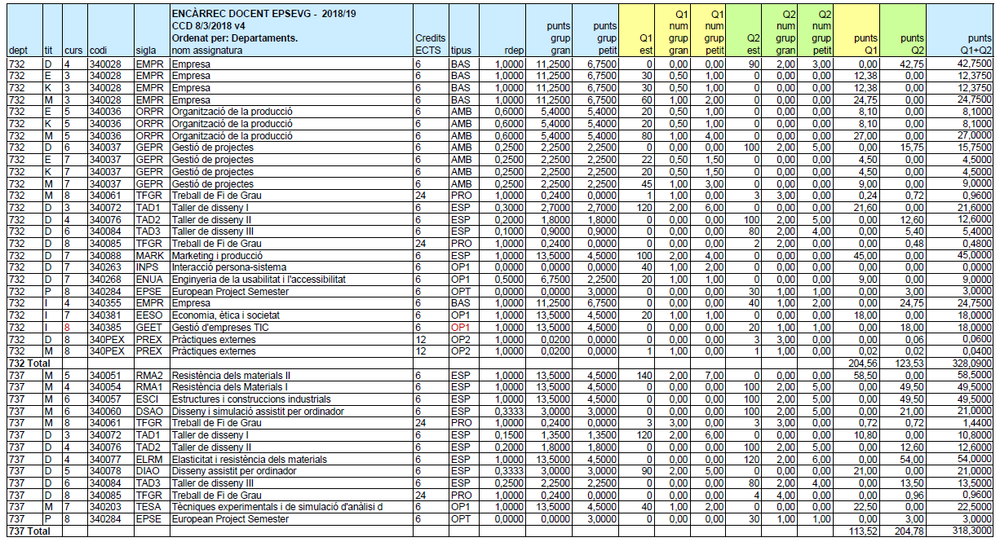 ENCÀRREC DOCENT EPSEVG - 2018/19
CCD 8/3/2018 v4
Ordenat per: Departaments.
dept tit curs codi sigla nom assignatura Credits ECTS tipus rdep punts grup gran punts grup petit Q1 est Q1 num grup gran Q1 num grup petit Q2 est Q2 num grup gran Q2 num grup petit punts Q1 punts Q2 punts Q1+Q2
732 D 4 340028 EMPR Empresa 6 BAS 1,0000 11,2500 6,7500 0 0,00 0,00 90 2,00 3,00 0,00 42,75 42,7500
732 E 3 340028 EMPR Empresa 6 BAS 1,0000 11,2500 6,7500 30 0,50 1,00 0 0,00 0,00 12,38 0,00 12,3750
732 K 3 340028 EMPR Empresa 6 BAS 1,0000 11,2500 6,7500 30 0,50 1,00 0 0,00 0,00 12,38 0,00 12,3750
732 M 3 340028 EMPR Empresa 6 BAS 1,0000 11,2500 6,7500 60 1,00 2,00 0 0,00 0,00 24,75 0,00 24,7500
732 E 5 340036 ORPR Organització de la producció 6 AMB 0,6000 5,4000 5,4000 20 0,50 1,00 0 0,00 0,00 8,10 0,00 8,1000
732 K 5 340036 ORPR Organització de la producció 6 AMB 0,6000 5,4000 5,4000 20 0,50 1,00 0 0,00 0,00 8,10 0,00 8,1000
732 M 5 340036 ORPR Organització de la producció 6 AMB 0,6000 5,4000 5,4000 80 1,00 4,00 0 0,00 0,00 27,00 0,00 27,0000
732 D 6 340037 GEPR Gestió de projectes 6 AMB 0,2500 2,2500 2,2500 0 0,00 0,00 100 2,00 5,00 0,00 15,75 15,7500
732 E 7 340037 GEPR Gestió de projectes 6 AMB 0,2500 2,2500 2,2500 22 0,50 1,50 0 0,00 0,00 4,50 0,00 4,5000
732 K 7 340037 GEPR Gestió de projectes 6 AMB 0,2500 2,2500 2,2500 20 0,50 1,50 0 0,00 0,00 4,50 0,00 4,5000
732 M 7 340037 GEPR Gestió de projectes 6 AMB 0,2500 2,2500 2,2500 45 1,00 3,00 0 0,00 0,00 9,00 0,00 9,0000
732 M 8 340061 TFGR Treball de Fi de Grau 24 PRO 1,0000 0,2400 0,0000 1 1,00 0,00 3 3,00 0,00 0,24 0,72 0,9600
732 D 3 340072 TAD1 Taller de disseny I 6 ESP 0,3000 2,7000 2,7000 120 2,00 6,00 0 0,00 0,00 21,60 0,00 21,6000
732 D 4 340076 TAD2 Taller de disseny II 6 ESP 0,2000 1,8000 1,8000 0 0,00 0,00 100 2,00 5,00 0,00 12,60 12,6000
732 D 6 340084 TAD3 Taller de disseny III 6 ESP 0,1000 0,9000 0,9000 0 0,00 0,00 80 2,00 4,00 0,00 5,40 5,4000
732 D 8 340085 TFGR Treball de Fi de Grau 24 PRO 1,0000 0,2400 0,0000 0 0,00 0,00 2 2,00 0,00 0,00 0,48 0,4800
732 D 7 340088 MARK Marketing i producció 6 ESP 1,0000 13,5000 4,5000 100 2,00 4,00 0 0,00 0,00 45,00 0,00 45,0000
732 D 7 340263 INPS Interacció persona-sistema 6 OP1 0,0000 0,0000 0,0000 40 1,00 2,00 0 0,00 0,00 0,00 0,00 0,0000
732 D 7 340268 ENUA Enginyeria de la usabilitat i l'accessibilitat 6 OP1 0,5000 6,7500 2,2500 20 1,00 1,00 0 0,00 0,00 9,00 0,00 9,0000
732 P 8 340284 EPSE European Project Semester 6 OPT 0,0000 0,0000 3,0000 0 0,00 0,00 30 1,00 1,00 0,00 3,00 3,0000
732 I 4 340355 EMPR Empresa 6 BAS 1,0000 11,2500 6,7500 0 0,00 0,00 40 1,00 2,00 0,00 24,75 24,7500
732 I 7 340381 EESO Economia, ètica i societat 6 OP1 1,0000 13,5000 4,5000 20 1,00 1,00 0 0,00 0,00 18,00 0,00 18,0000
732 I 8 340385 GEET Gestió d'empreses TIC 6 OP1 1,0000 13,5000 4,5000 0 0,00 0,00 20 1,00 1,00 0,00 18,00 18,0000
732 D 8 340PEX PREX Pràctiques externes 12 OP2 1,0000 0,0200 0,0000 0 0,00 0,00 3 3,00 0,00 0,00 0,06 0,0600
732 M 8 340PEX PREX Pràctiques externes 12 OP2 1,0000 0,0200 0,0000 1 1,00 0,00 1 1,00 0,00 0,02 0,02 0,0400
732 Total 204,56 123,53 328,0900
737 M 5 340051 RMA2 Resistència dels materials II 6 ESP 1,0000 13,5000 4,5000 140 2,00 7,00 0 0,00 0,00 58,50 0,00 58,5000
737 M 4 340054 RMA1 Resistència dels Materials I 6 ESP 1,0000 13,5000 4,5000 0 0,00 0,00 100 2,00 5,00 0,00 49,50 49,5000
737 M 6 340057 ESCI Estructures i construccions industrials 6 ESP 1,0000 13,5000 4,5000 0 0,00 0,00 100 2,00 5,00 0,00 49,50 49,5000
737 M 6 340060 DSAO Disseny i simulació assistit per ordinador 6 ESP 0,3333 3,0000 3,0000 0 0,00 0,00 100 2,00 5,00 0,00 21,00 21,0000
737 M 8 340061 TFGR Treball de Fi de Grau 24 PRO 1,0000 0,2400 0,0000 3 3,00 0,00 3 3,00 0,00 0,72 0,72 1,4400
737 D 3 340072 TAD1 Taller de disseny I 6 ESP 0,1500 1,3500 1,3500 120 2,00 6,00 0 0,00 0,00 10,80 0,00 10,8000
737 D 4 340076 TAD2 Taller de disseny II 6 ESP 0,2000 1,8000 1,8000 0 0,00 0,00 100 2,00 5,00 0,00 12,60 12,6000
737 D 4 340077 ELRM Elasticitat i resistència dels materials 6 ESP 1,0000 13,5000 4,5000 0 0,00 0,00 120 2,00 6,00 0,00 54,00 54,0000
737 D 5 340078 DIAO Disseny assistit per ordinador 6 ESP 0,3333 3,0000 3,0000 90 2,00 5,00 0 0,00 0,00 21,00 0,00 21,0000
737 D 6 340084 TAD3 Taller de disseny III 6 ESP 0,2500 2,2500 2,2500 0 0,00 0,00 80 2,00 4,00 0,00 13,50 13,5000
737 D 8 340085 TFGR Treball de Fi de Grau 24 PRO 1,0000 0,2400 0,0000 0 0,00 0,00 4 4,00 0,00 0,00 0,96 0,9600
737 M 7 340203 TESA Tècniques experimentals i de simulació d'anàlisi d 6 OP1 1,0000 13,5000 4,5000 40 1,00 2,00 0 0,00 0,00 22,50 0,00 22,5000
737 P 8 340284 EPSE European Project Semester 6 OPT 0,0000 0,0000 3,0000 0 0,00 0,00 30 1,00 1,00 0,00 3,00 3,0000
737 Total 113,52 204,78 318,3000